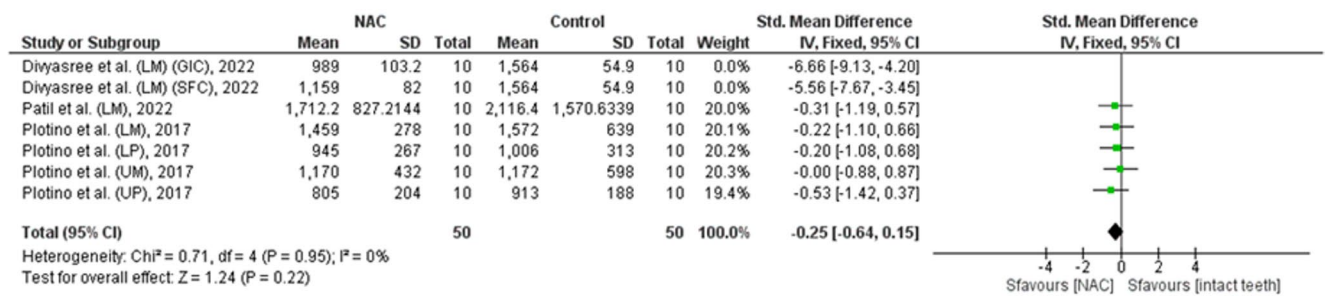 NAC Control Std. Mean Difference Std. Mean Difference
Study or Subgroup Mean SD Total Mean SD Total Weight IV, Fixed, 95% CI IV, Fixed, 95% CI
Divyasree et al. (LM) (GIC), 2022 989 103.2 10 1,564 54.9 10 0.0% -6.66 [-9.13, -4.20]
Divyasree et al. (LM) (SFC), 2022 1,159 82 10 1,564 54.9 10 0.0% -5.56 [-7.67, -3.45]
Patil et al. (LM), 2022 1,712.2 827.2144 10 2,116.4 1,570.6339 10 20.0% -0.31 [-1.19, 0.57]
Plotino et al. (LM), 2017 1,459 278 10 1,572 639 10 20.1% -0.22 [-1.10, 0.66]
Plotino et al. (LP), 2017 945 267 10 1,006 313 10 20.2% -0.20 [-1.08, 0.68]
Plotino et al. (UM), 2017 1,170 432 10 1,172 598 10 20.3% -0.00 [-0.88, 0.87]
Plotino et al. (UP), 2017 805 204 10 913 188 10 19.4% -0.53 [-1.42, 0.37]
Total (95% CI) 50 50 100.0% -0.25 [-0.64, 0.15]
Heterogeneity: Chi² = 0.71, df = 4 (P = 0.95); I² = 0%
Test for overall effect: Z = 1.24 (P = 0.22)
-4 -2 0 2 4
Sfavours [NAC] Sfavours [intact teeth]